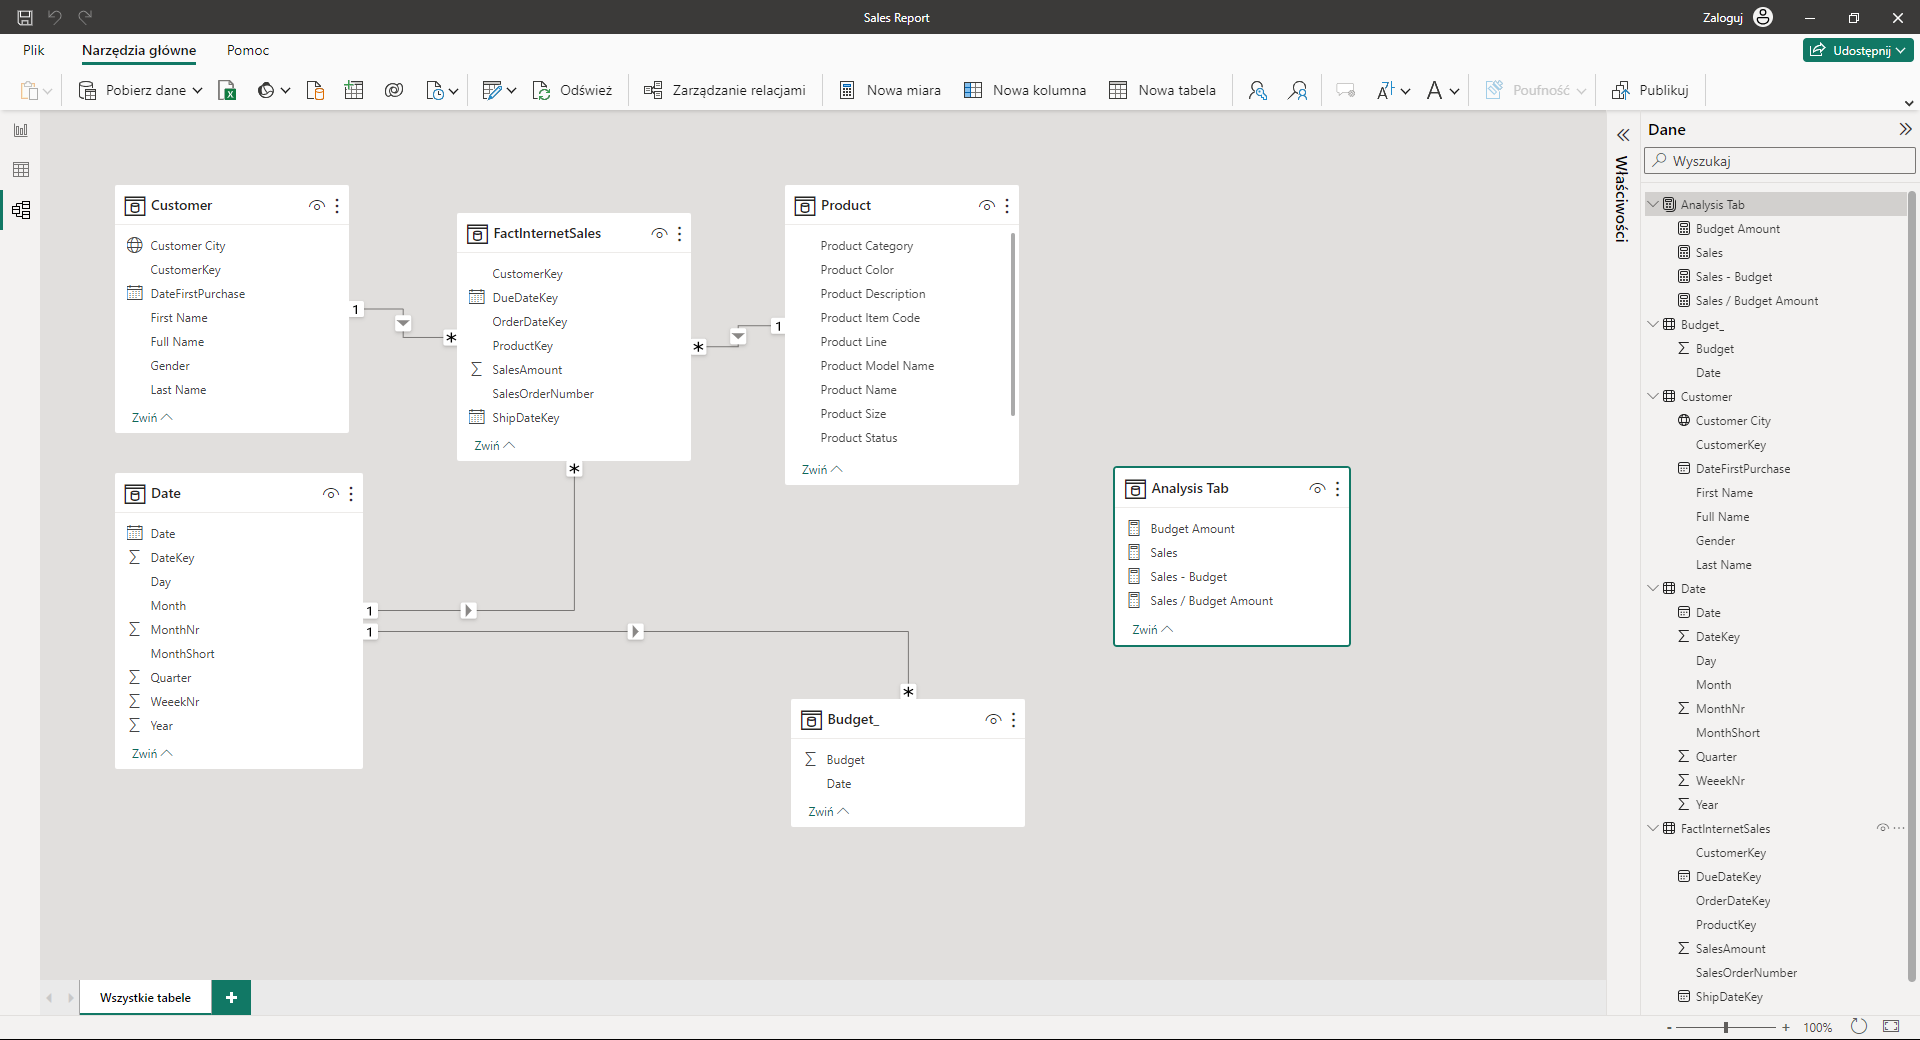 Sales Report
Zaloguj
Plik
Narzędzia główne
Pomoc
Udostępnij
Pobierz dane
Odśwież
Zarządzanie relacjami
Nowa miara
Nowa kolumna
Nowa tabela
Poufność
Publikuj
Customer
Customer City
CustomerKey
DateFirstPurchase
First Name
Full Name
Gender
Last Name
Zwiń
1
*
FactInternetSales
CustomerKey
DueDateKey
OrderDateKey
ProductKey
SalesAmount
SalesOrderNumber
ShipDateKey
Zwiń
*
1
*
Product
Product Category
Product Color
Product Description
Product Item Code
Product Line
Product Model Name
Product Name
Product Size
Product Status
Zwiń
Date
Date
DateKey
Day
Month
MonthNr
MonthShort
Quarter
WeeekNr
Year
Zwiń
1
1
*
Budget_
Budget
Date
Zwiń
Analysis Tab
Budget Amount
Sales
Sales - Budget
Sales / Budget Amount
Zwiń
Właściwości
Dane
Wyszukaj
Analysis Tab
Budget Amount
Sales
Sales - Budget
Sales / Budget Amount
Budget_
Budget
Date
Customer
Customer City
CustomerKey
DateFirstPurchase
First Name
Full Name
Gender
Last Name
Date
Date
DateKey
Day
Month
MonthNr
MonthShort
Quarter
WeeekNr
Year
FactInternetSales
CustomerKey
DueDateKey
OrderDateKey
ProductKey
SalesAmount
SalesOrderNumber
ShipDateKey
Wszystkie tabele
100%